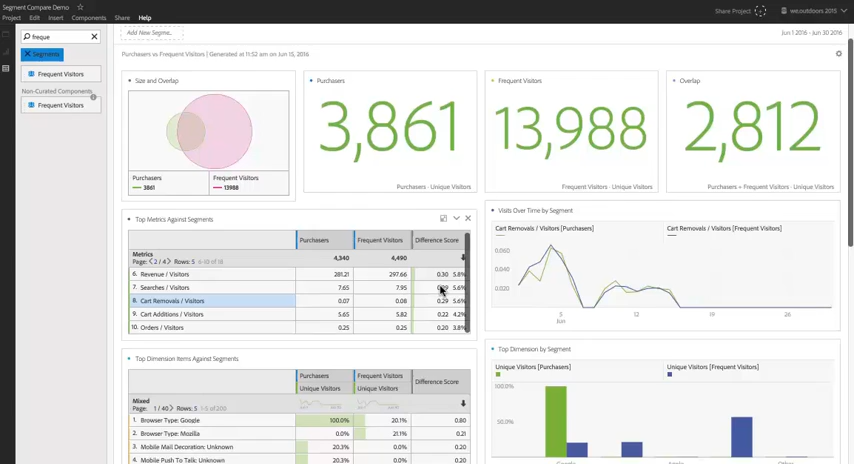 Segment Compare Demo
Share Project
we.outdoors 2015
Project Edit Insert Components Share Help
freque
Segments
Frequent Visitors
Non-Curated Components
Frequent Visitors
Add New Segme...
Jun 1 2016 - Jun 30 2016
Purchasers vs Frequent Visitors | Generated at 11:52 am on Jun 15, 2016
Size and Overlap
Purchasers
3861
Frequent Visitors
13988
Purchasers
3,861
Purchasers - Unique Visitors
Frequent Visitors
13,988
Frequent Visitors - Unique Visitors
Overlap
2,812
Purchasers + Frequent Visitors - Unique Visitors
Top Metrics Against Segments
Purchasers Frequent Visitors Difference Score
Metrics 4,340 4,490
Page: < 2 / 4 > Rows: 5 6-10 of 18
6. Revenue / Visitors 281.21 297.66 0.30 5.8%
7. Searches / Visitors 7.65 7.95 5.6%
8. Cart Removals / Visitors 0.07 0.08 0.29 5.6%
9. Cart Additions / Visitors 5.65 5.82 0.22 4.2%
10. Orders / Visitors 0.25 0.25 0.20 3.8%
Visits Over Time by Segment
Cart Removals / Visitors [Purchasers] Cart Removals / Visitors [Frequent Visitors]
0.060
0.040
0.020
5 12 19 26
Jun
Top Dimension Items Against Segments
Purchasers Frequent Visitors Difference Score
Unique Visitors Unique Visitors
Mixed
Page: 1 / 40 > Rows: 5 1-5 of 200
1. Browser Type: Google 100.0% 20.1% 0.80
2. Browser Type: Mozilla 0.0% 21.1% 0.21
3. Mobile Mail Decoration: Unknown 20.3% 0.0% 0.20
4. Mobile Push To Talk: Unknown 20.3% 0.0% 0.20
Top Dimension by Segment
Unique Visitors [Purchasers] Unique Visitors [Frequent Visitors]
100.0%
50.0%
Google Apple Other